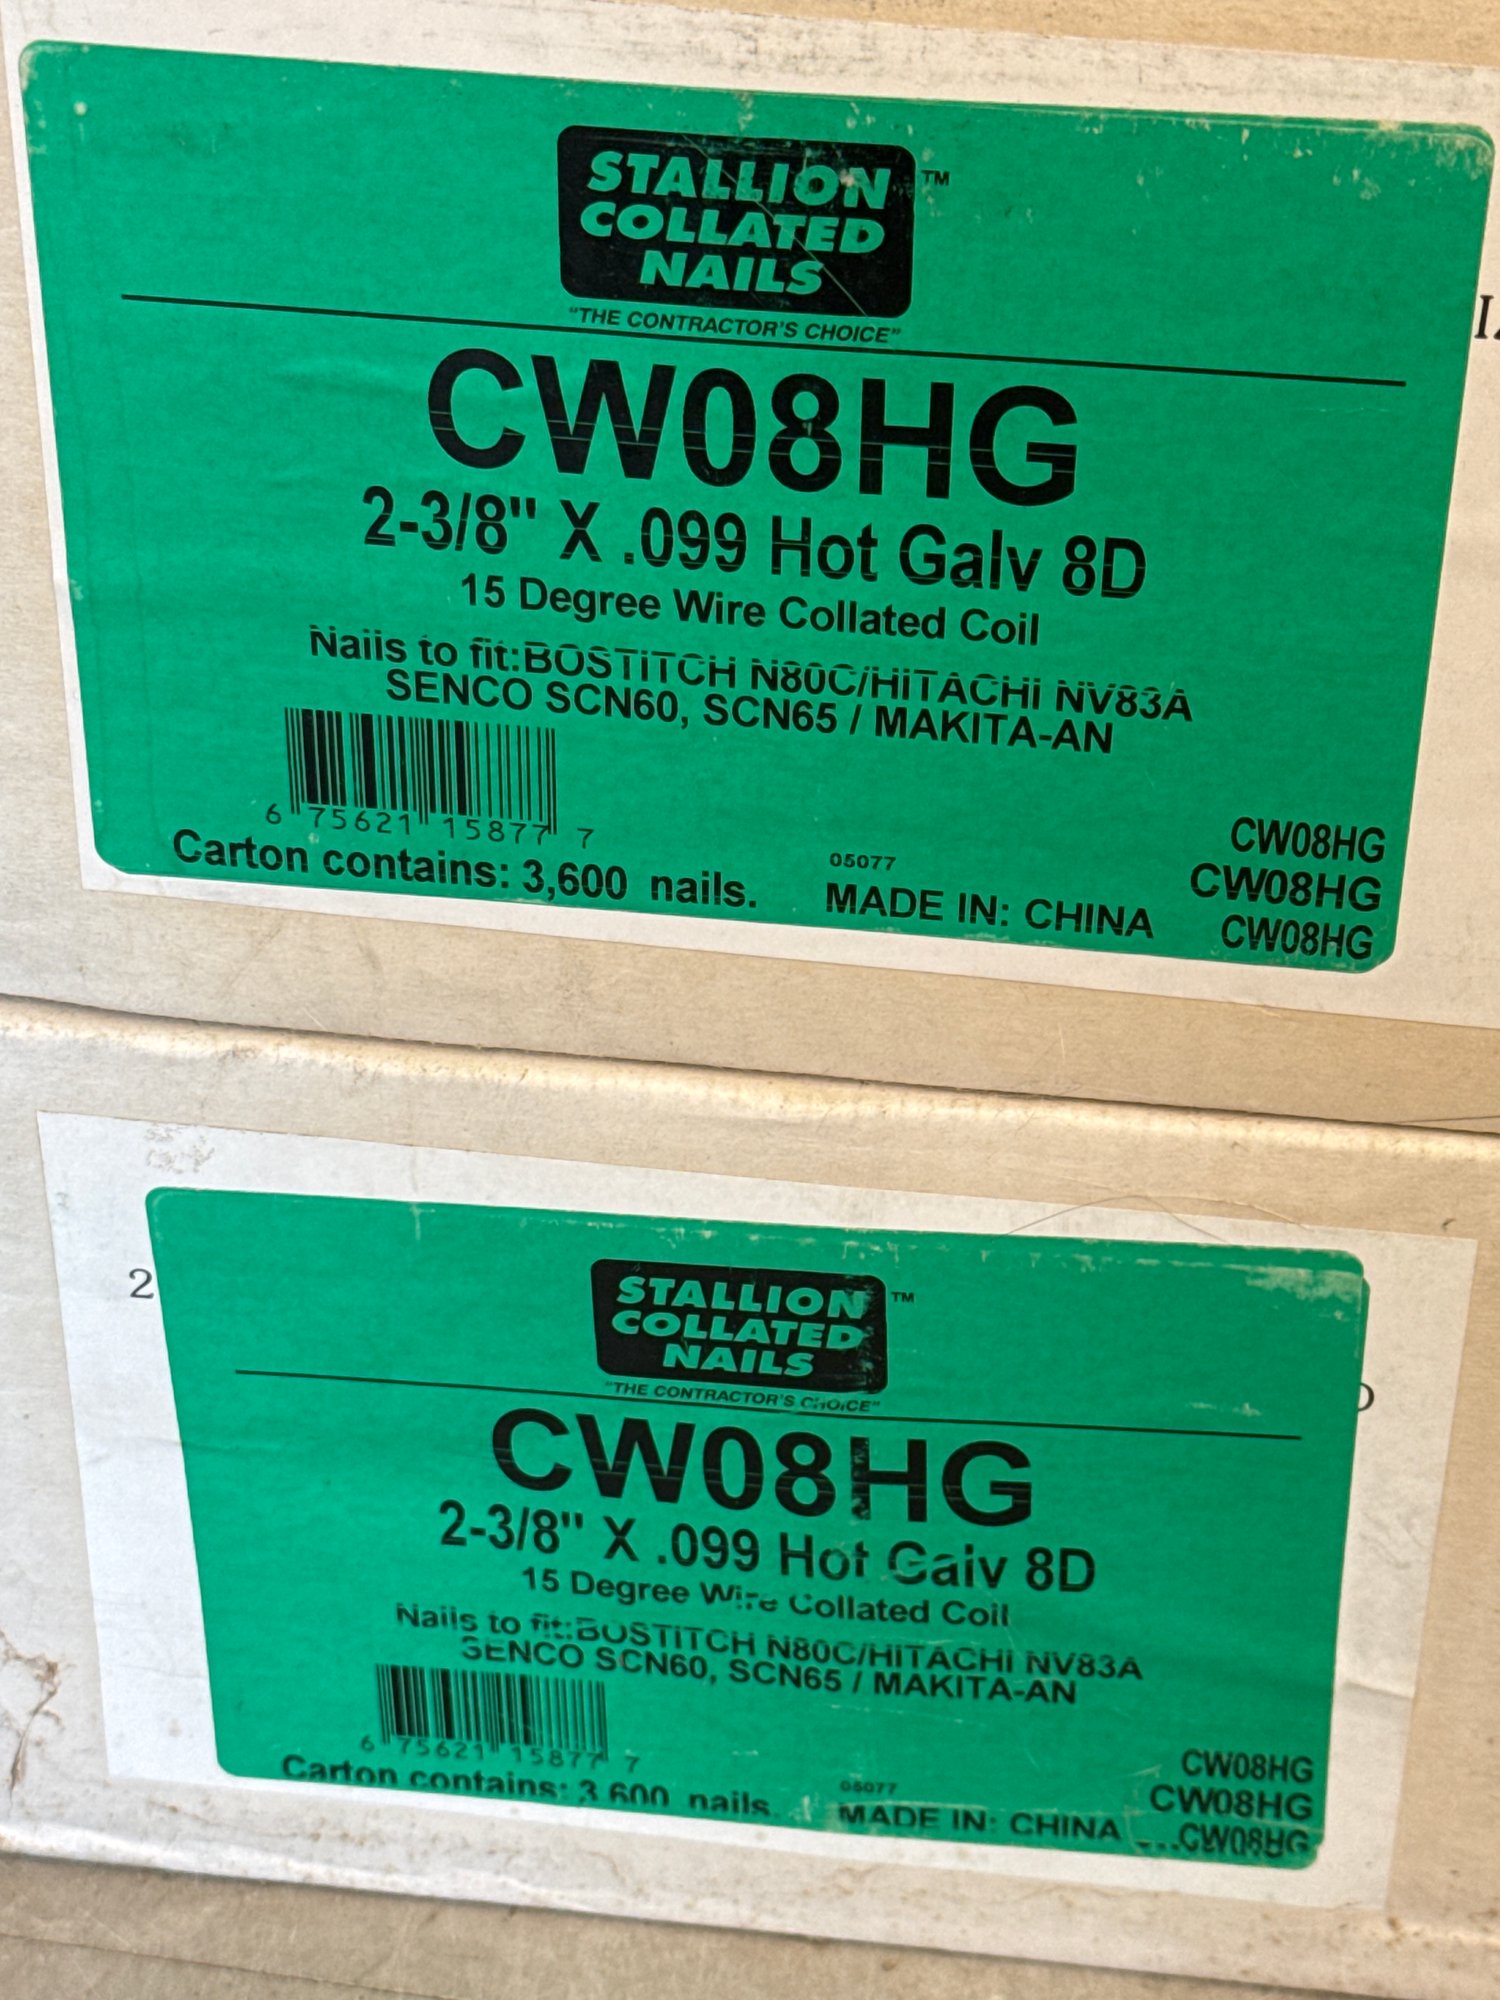 STALLION
COLLATED
NAILS
TM
"THE CONTRACTOR'S CHOICE"
CW08HG
2-3/8" X .099 Hot Galv 8D
15 Degree Wire Collated Coil
Nails to fit:BOSTITCH N80C/HITACHI NV83A
SENCO SCN60, SCN65 / MAKITA-AN
6 75621 15877 7
Carton contains: 3,600 nails.
05077
MADE IN: CHINA
CW08HG
CW08HG
CW08HG
2
STALLION
COLLATED
NAILS
TM
"THE CONTRACTOR'S CHOICE"
CW08HG
2-3/8" X .099 Hot Galv 8D
15 Degree Wire Collated Coil
Nails to fit:BOSTITCH N80C/HITACHI NV83A
SENCO SCN60, SCN65 / MAKITA-AN
6 75621 15877 7
Carton contains: 3,600 nails.
05077
MADE IN: CHINA
CW08HG
CW08HG
CW08HG